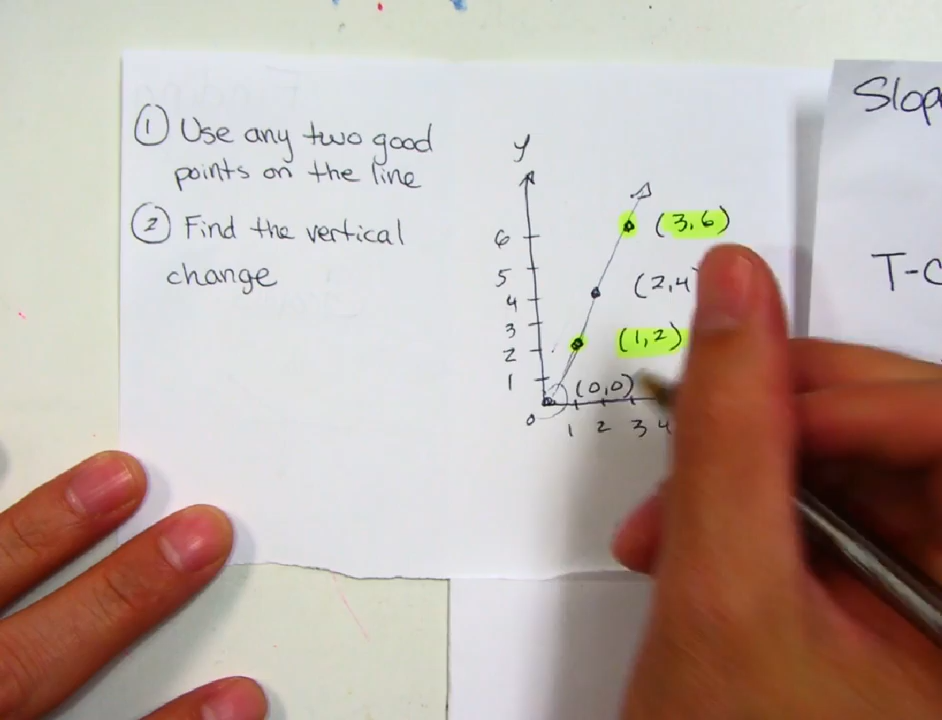 ① Use any two good
points on the line
② Find the vertical
change
y
6
5
4
3
2
1
0
(3,6)
(2,4
(1,2)
(0,0)
1 2 3 4